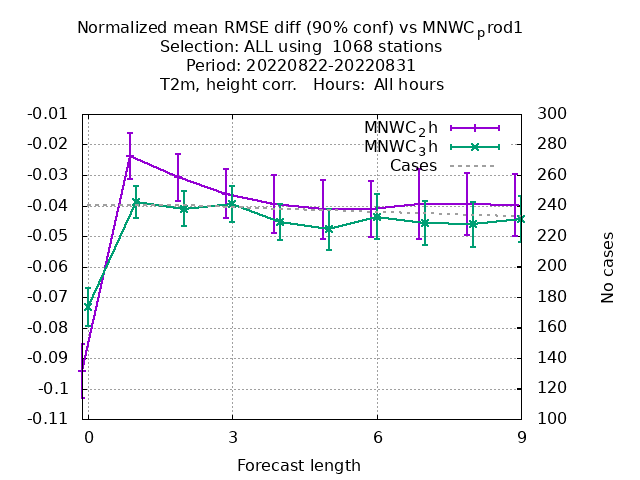 Normalized mean RMSE diff (90% conf) vs MNWCprod1
Selection: ALL using  1068 stations
Period: 20220822-20220831
T2m, height corr.   Hours:  All hours
MNWC2h
MNWC3h
Cases
-0.01
-0.02
-0.03
-0.04
-0.05
-0.06
-0.07
-0.08
-0.09
-0.1
-0.11
300
280
260
240
220
200
180
160
140
120
100
No cases
0 3 6 9
Forecast length